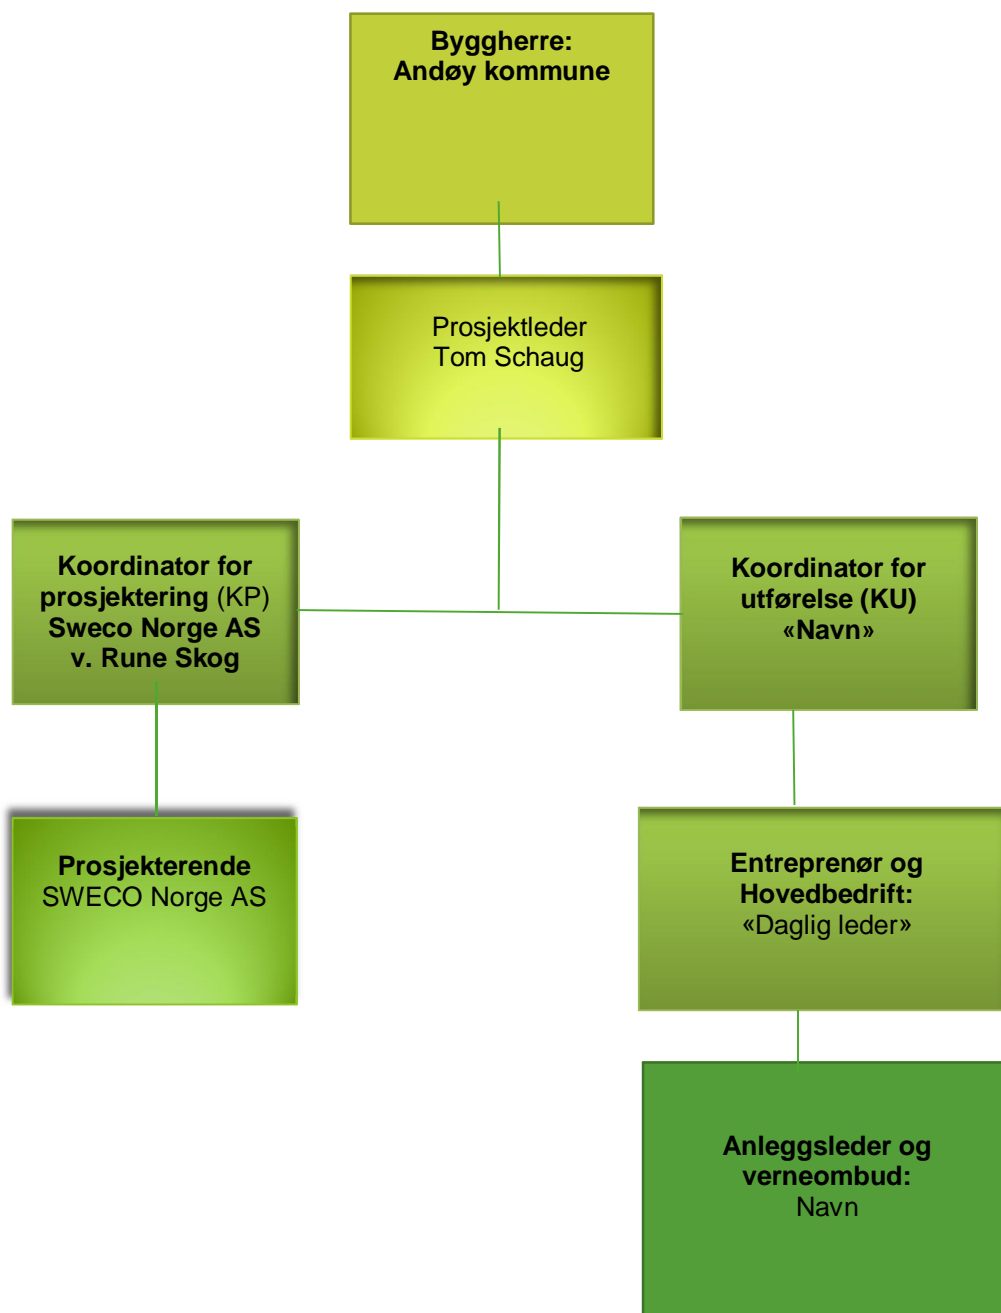 Byggherre:
Andøy kommune
Prosjektleder
Tom Schaug
Koordinator for
prosjektering (KP)
Sweco Norge AS
v. Rune Skog
Koordinator for
utførelse (KU)
«Navn»
Prosjekterende
SWECO Norge AS
Entreprenør og
Hovedbedrift:
«Daglig leder»
Anleggsleder og
verneombud:
Navn